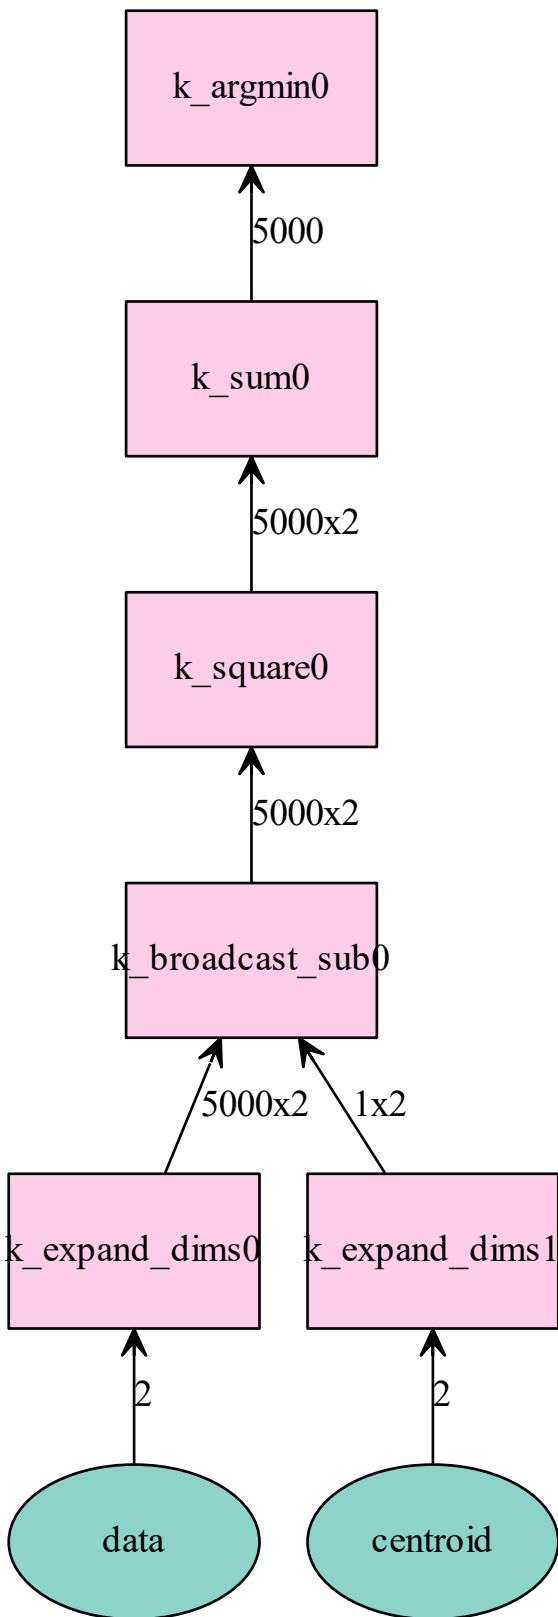 k_argmin0
5000
k_sum0
5000x2
k_square0
5000x2
k_broadcast_sub0
5000x2
1x2
k_expand_dims0
k_expand_dims1
2
2
data
centroid